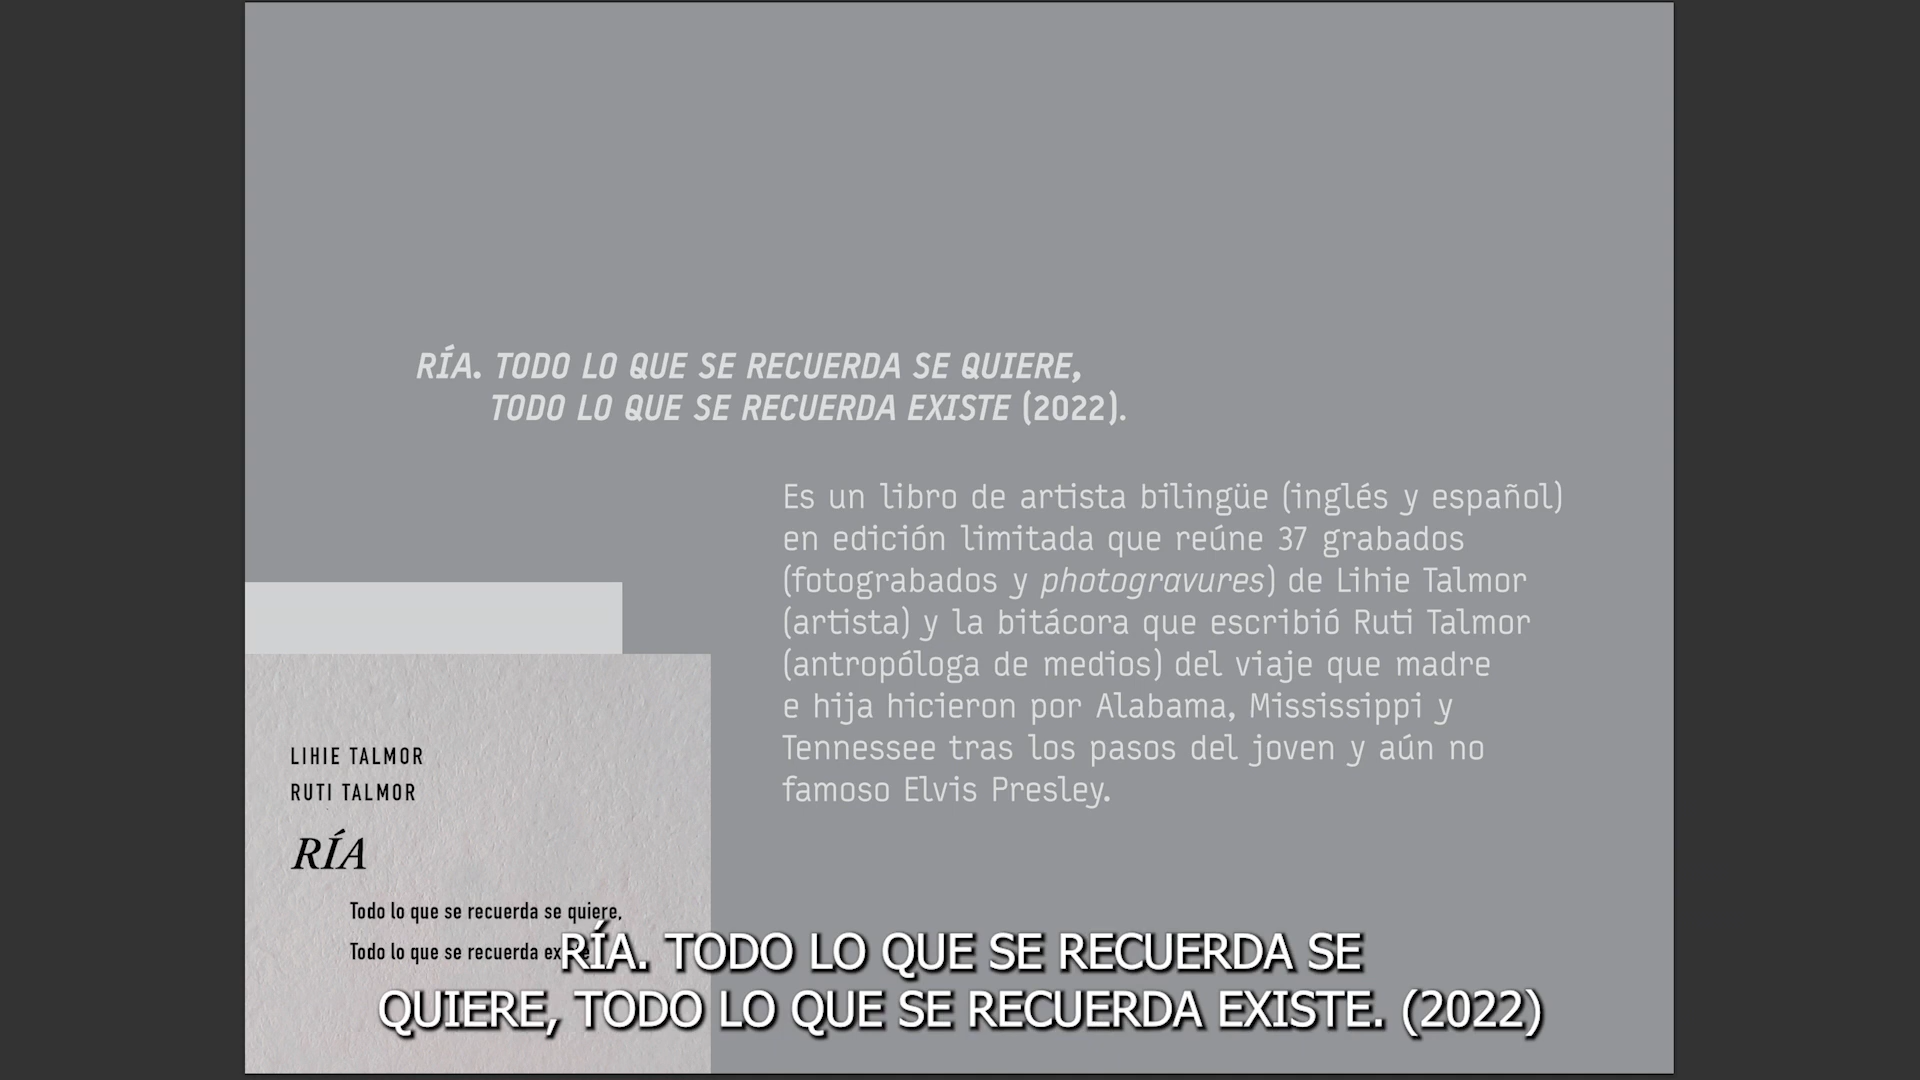 RÍA. TODO LO QUE SE RECUERDA SE QUIERE,
TODO LO QUE SE RECUERDA EXISTE (2022).
Es un libro de artista bilingüe (inglés y español)
en edición limitada que reúne 37 grabados
(fotograbados y photogravures) de Lihie Talmor
(artista) y la bitácora que escribió Ruti Talmor
(antropóloga de medios) del viaje que madre
e hija hicieron por Alabama, Mississippi y
Tennessee tras los pasos del joven y aún no
famoso Elvis Presley.
LIHIE TALMOR
RUTI TALMOR
RÍA
Todo lo que se recuerda se quiere,
Todo lo que se recuerda
RÍA. TODO LO QUE SE RECUERDA SE
QUIERE, TODO LO QUE SE RECUERDA EXISTE. (2022)